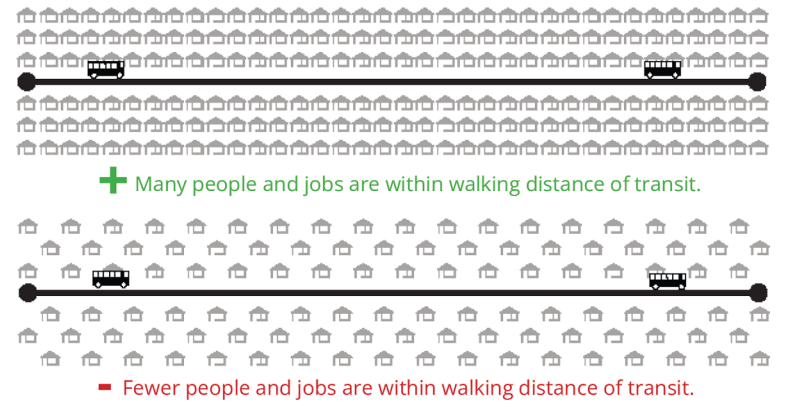 + Many people and jobs are within walking distance of transit.
- Fewer people and jobs are within walking distance of transit.